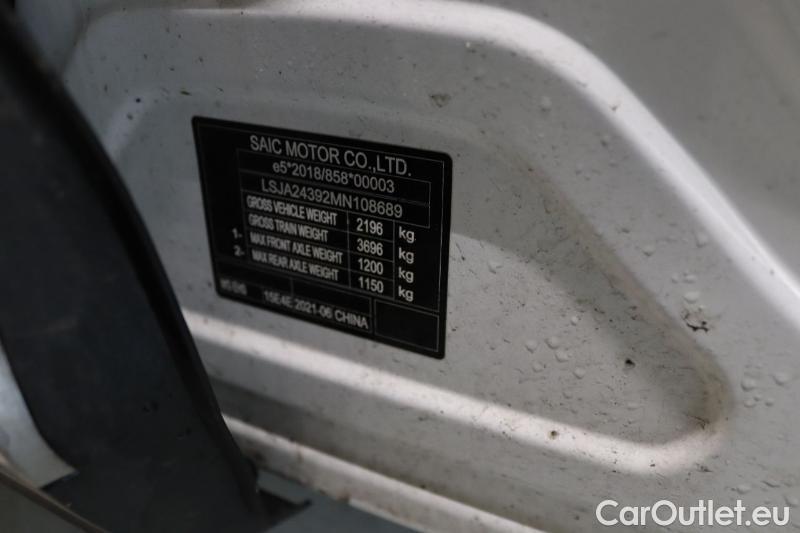 SAIC MOTOR CO.,LTD.
e5*2018/858*00003
LSJA24392MN108689
GROSS VEHICLE WEIGHT 2196 kg
GROSS TRAIN WEIGHT 3696 kg
1- MAX FRONT AXLE WEIGHT 1200 kg
2- MAX REAR AXLE WEIGHT 1150 kg
15E4E 2021-06 CHINA
CarOutlet.eu